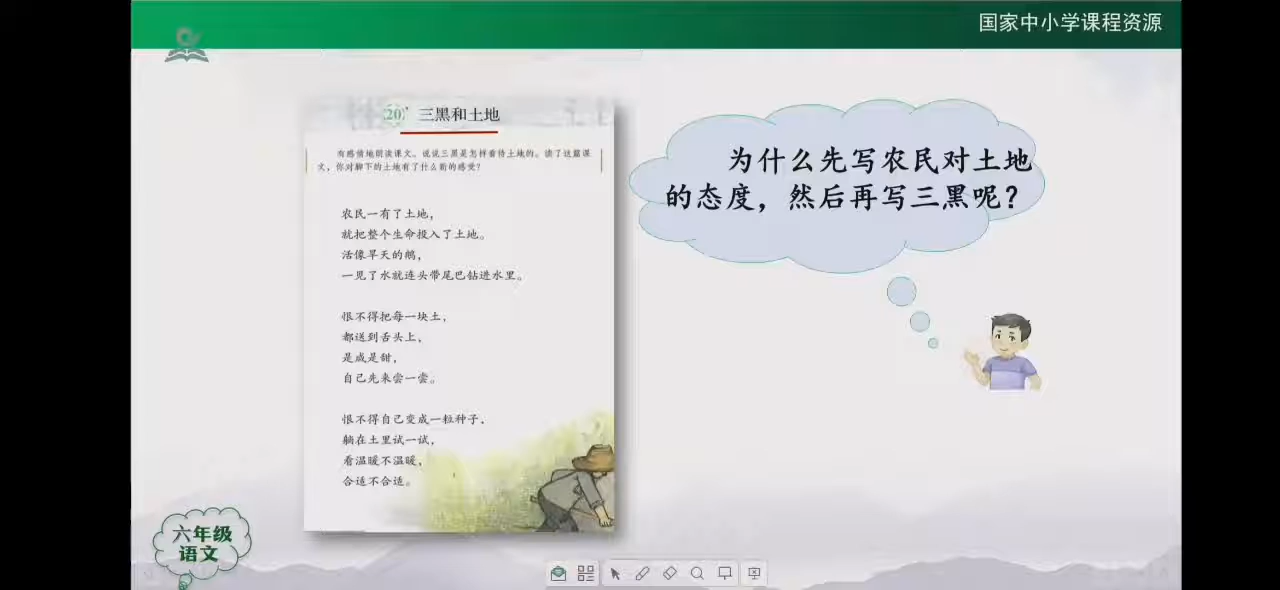 国家中小学课程资源
20*
三黑和土地
有感情地朗读课文。说说三黑是怎样看待土地的。读了这篇课
文，你对脚下的土地有了什么新的感受？
农民一有了土地，
就把整个生命投入了土地。
活像旱天的鹅，
一见了水就连头带尾巴钻进水里。
恨不得把每一块土，
都送到舌头上，
是咸是甜，
自己先来尝一尝。
恨不得自己变成一粒种子，
躺在土里试一试，
看温暖不温暖，
合适不合适。
为什么先写农民对土地
的态度，然后再写三黑呢？
六年级
语文